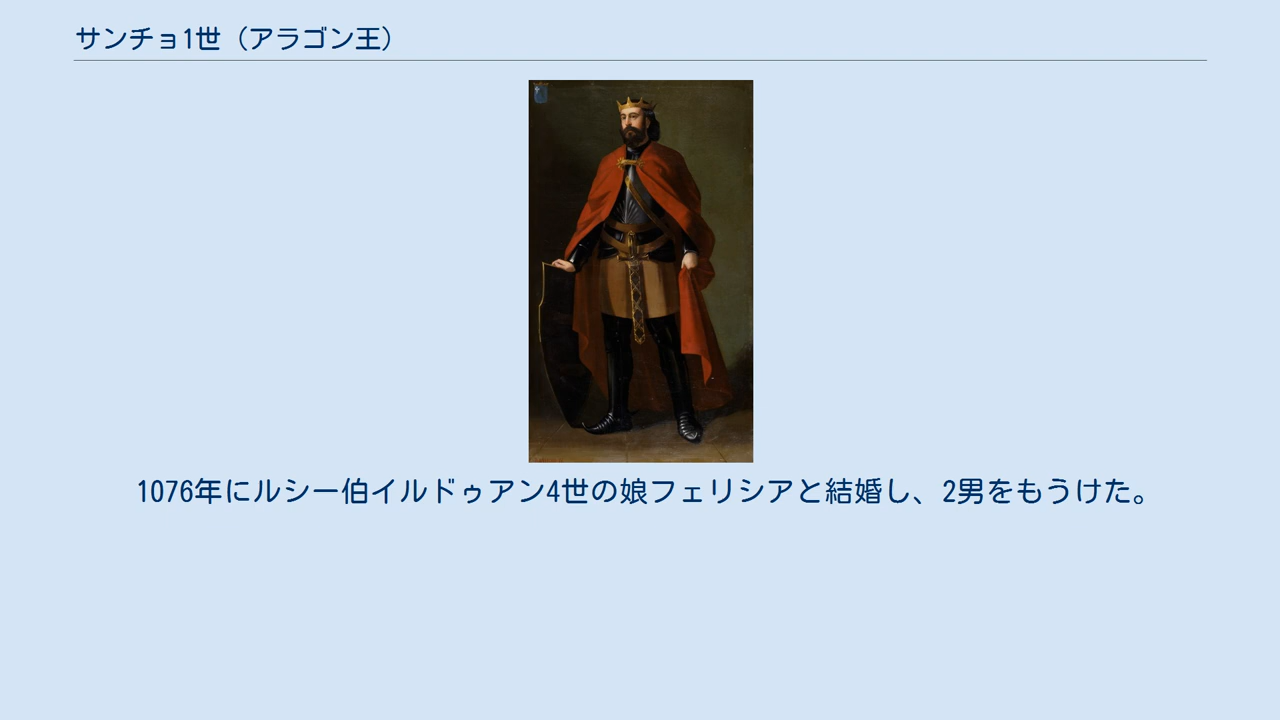 サンチョ1世（アラゴン王）
1076年にルシー伯イルドゥアン4世の娘フェリシアと結婚し、2男をもうけた。